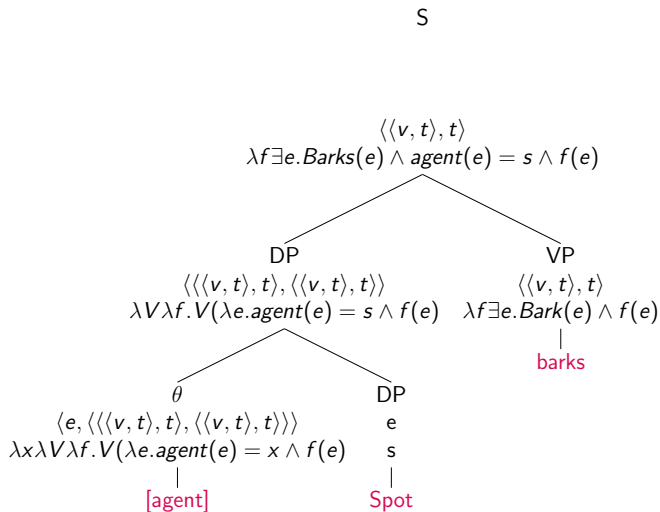 S
⟨⟨v, t⟩, t⟩
λf∃e.Barks(e) ∧ agent(e) = s ∧ f(e)
DP VP
⟨⟨⟨v, t⟩, t⟩, ⟨⟨v, t⟩, t⟩⟩ ⟨⟨v, t⟩, t⟩
λVλf.V(λe.agent(e) = s ∧ f(e) λf∃e.Bark(e) ∧ f(e)
barks
θ DP
⟨e, ⟨⟨⟨v, t⟩, t⟩, ⟨⟨v, t⟩, t⟩⟩⟩ e
λxλVλf.V(λe.agent(e) = x ∧ f(e) s
[agent] Spot